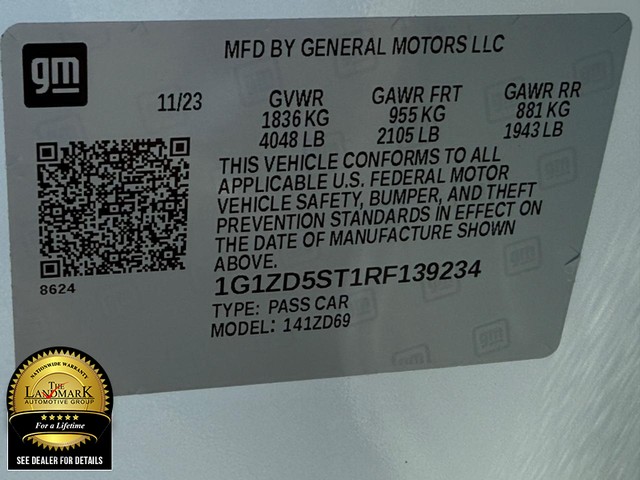 gm
MFD BY GENERAL MOTORS LLC
11/23
GVWR
1836 KG
4048 LB
GAWR FRT
955 KG
2105 LB
GAWR RR
881 KG
1943 LB
THIS VEHICLE CONFORMS TO ALL
APPLICABLE U.S. FEDERAL MOTOR
VEHICLE SAFETY, BUMPER, AND THEFT
PREVENTION STANDARDS IN EFFECT ON
THE DATE OF MANUFACTURE SHOWN
ABOVE.
8624
1G1ZD5ST1RF139234
TYPE: PASS CAR
MODEL: 141ZD69
NATIONWIDE WARRANTY
THE
LANDMARK
AUTOMOTIVE GROUP
For a Lifetime
SEE DEALER FOR DETAILS